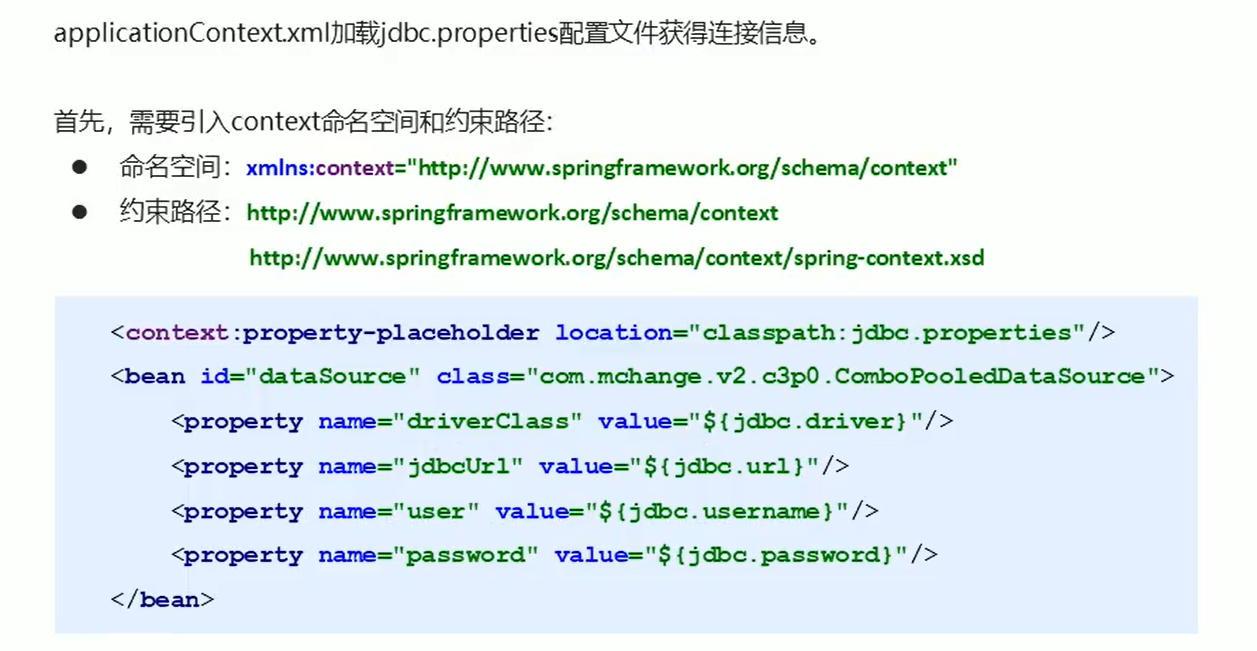 applicationContext.xml加载jdbc.properties配置文件获得连接信息。
首先，需要引入context命名空间和约束路径：
● 命名空间：xmlns:context="http://www.springframework.org/schema/context"
● 约束路径：http://www.springframework.org/schema/context
http://www.springframework.org/schema/context/spring-context.xsd
<context:property-placeholder location="classpath:jdbc.properties"/>
<bean id="dataSource" class="com.mchange.v2.c3p0.ComboPooledDataSource">
<property name="driverClass" value="${jdbc.driver}"/>
<property name="jdbcUrl" value="${jdbc.url}"/>
<property name="user" value="${jdbc.username}"/>
<property name="password" value="${jdbc.password}"/>
</bean>